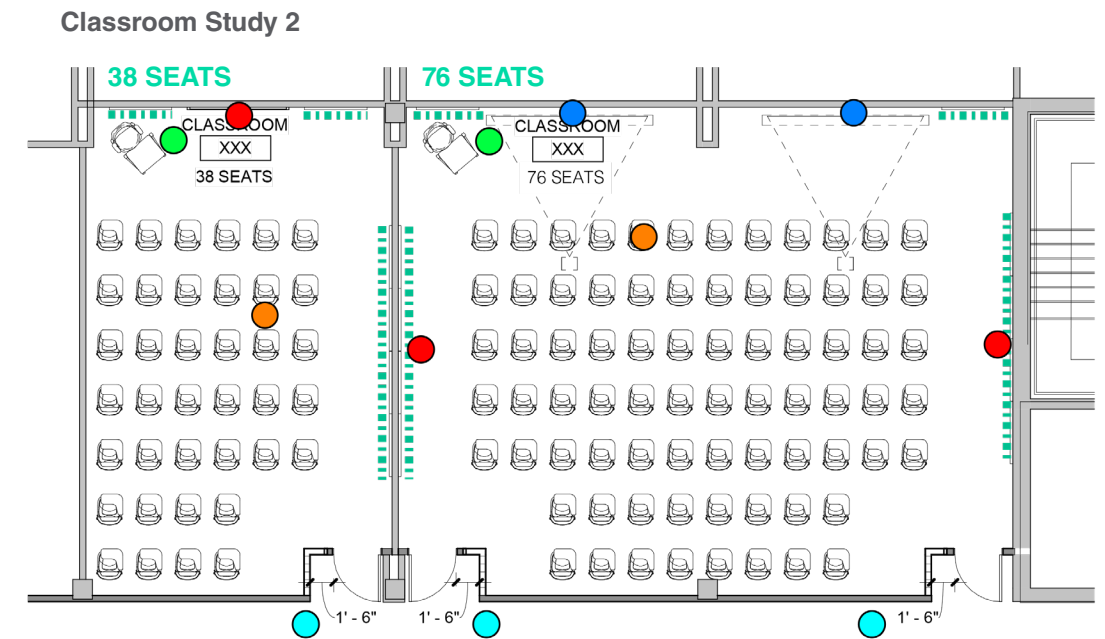 Classroom Study 2
38 SEATS
76 SEATS
CLASSROOM
XXX
38 SEATS
CLASSROOM
XXX
76 SEATS
1' - 6"
1' - 6"
1' - 6"